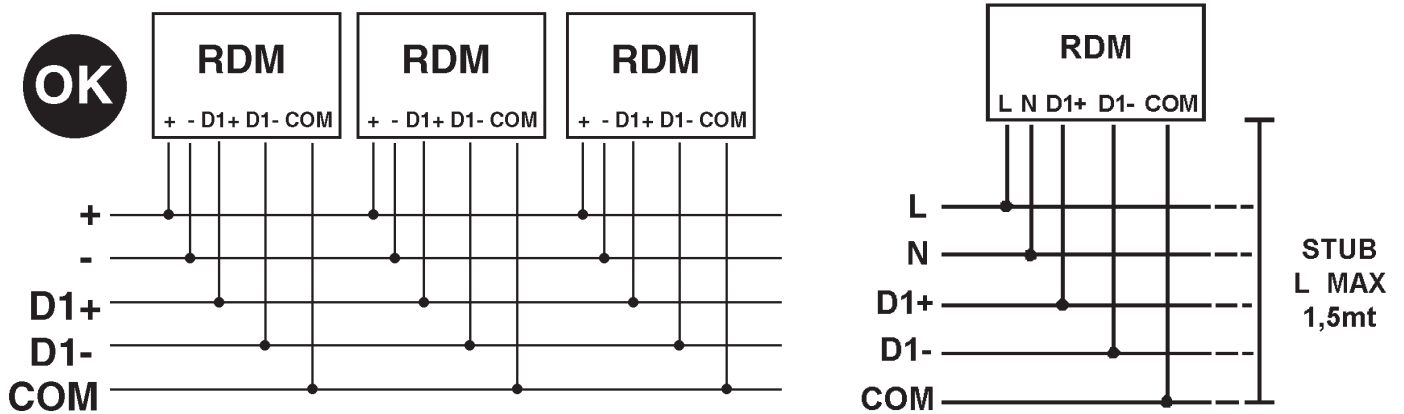 OK
RDM
+ - D1+ D1- COM
RDM
+ - D1+ D1- COM
RDM
+ - D1+ D1- COM
+
-
D1+
D1-
COM
RDM
L N D1+ D1- COM
L
N
D1+
D1-
COM
STUB
L MAX
1,5mt